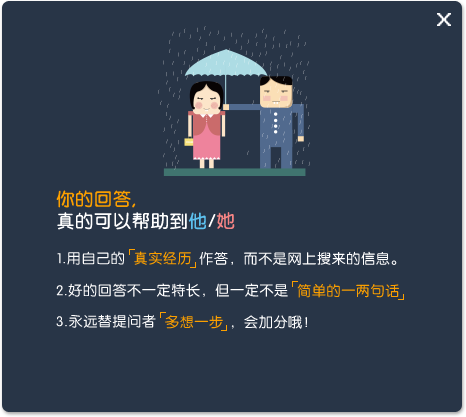 你的回答,
真的可以帮助到他/她
1.用自己的「真实经历」作答，而不是网上搜来的信息。
2.好的回答不一定特长，但一定不是「简单的一两句话」
3.永远替提问者「多想一步」，会加分哦!